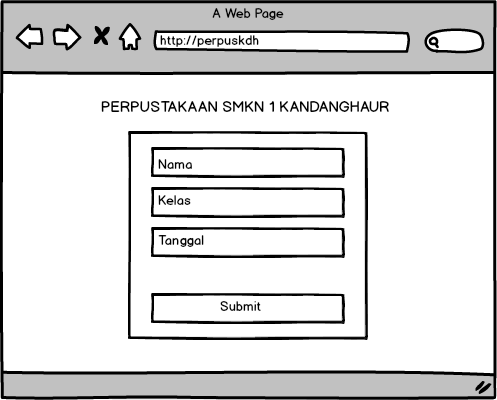 A Web Page
http://perpuskdh
PERPUSTAKAAN SMKN 1 KANDANGHAUR
Nama
Kelas
Tanggal
Submit